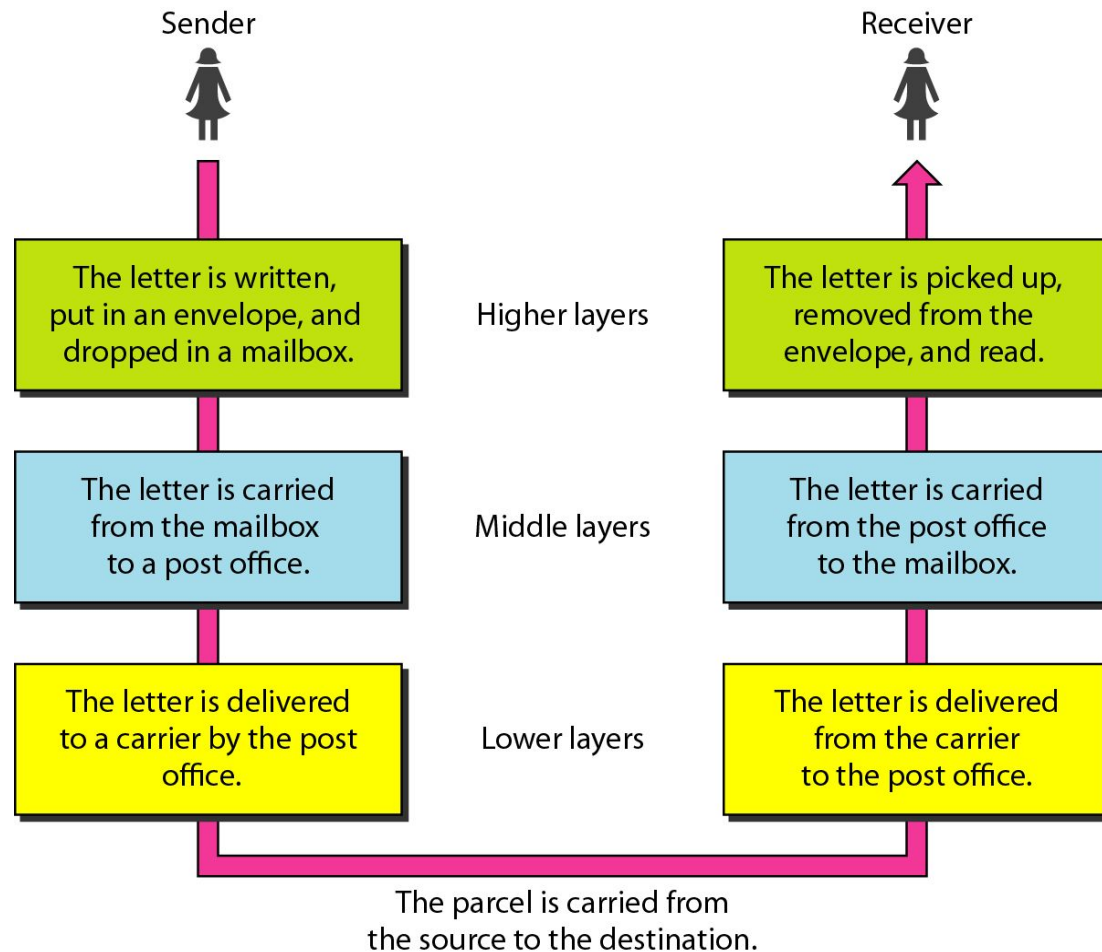 Sender
Receiver
The letter is written,
put in an envelope, and
dropped in a mailbox.
Higher layers
The letter is picked up,
removed from the
envelope, and read.
The letter is carried
from the mailbox
to a post office.
Middle layers
The letter is carried
from the post office
to the mailbox.
The letter is delivered
to a carrier by the post
office.
Lower layers
The letter is delivered
from the carrier
to the post office.
The parcel is carried from
the source to the destination.